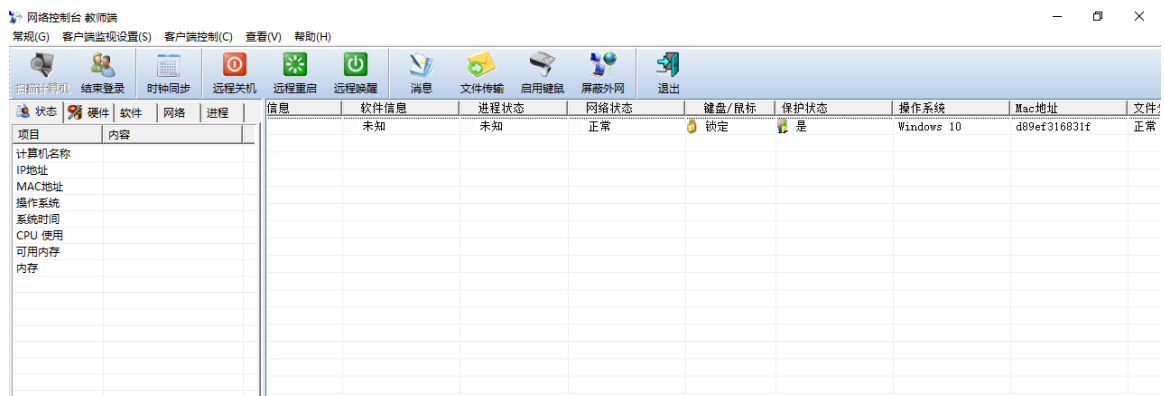 网络控制台 教师端
常规(G) 客户端监视设置(S) 客户端控制(C) 查看(V) 帮助(H)
扫描计算机 结束登录 时钟同步 远程关机 远程重启 远程唤醒 消息 文件传输 启用键鼠 屏蔽外网 退出
状态 硬件 软件 网络 进程
信息 软件信息 进程状态 网络状态 键盘/鼠标 保护状态 操作系统 Mac地址 文件
未知 未知 正常 锁定 是 Windows 10 d89ef316831f 正常
项目 内容
计算机名称
IP地址
MAC地址
操作系统
系统时间
CPU 使用
可用内存
内存